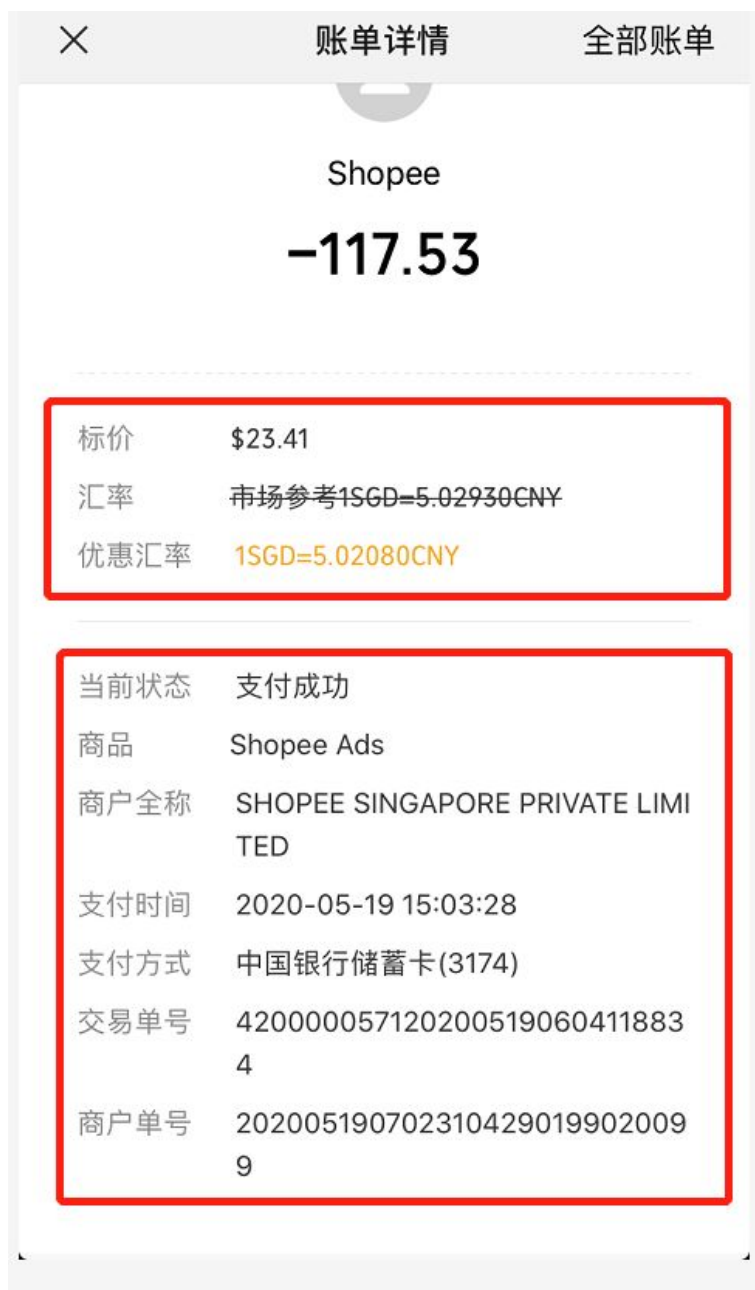 账单详情 全部账单
Shopee
-117.53
标价 $23.41
汇率 市场参考1SGD=5.02930CNY
优惠汇率 1SGD=5.02080CNY
当前状态 支付成功
商品 Shopee Ads
商户全称 SHOPEE SINGAPORE PRIVATE LIMI
TED
支付时间 2020-05-19 15:03:28
支付方式 中国银行储蓄卡(3174)
交易单号 420000057120200519060411883
4
商户单号 202005190702310429019902009
9